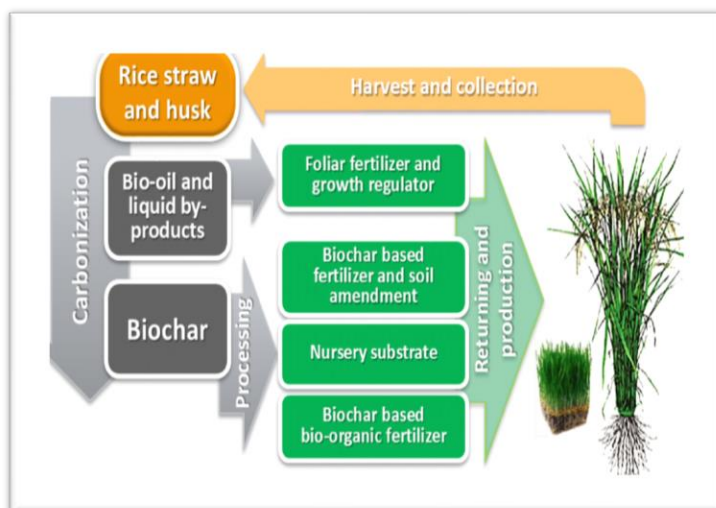 Rice straw
and husk
Harvest and collection
Carbonization
Bio-oil and
liquid by-
products
Foliar fertilizer and
growth regulator
Biochar
Processing
Biochar based
fertilizer and soil
amendment
Nursery substrate
Biochar based
bio-organic fertilizer
Returning and
production